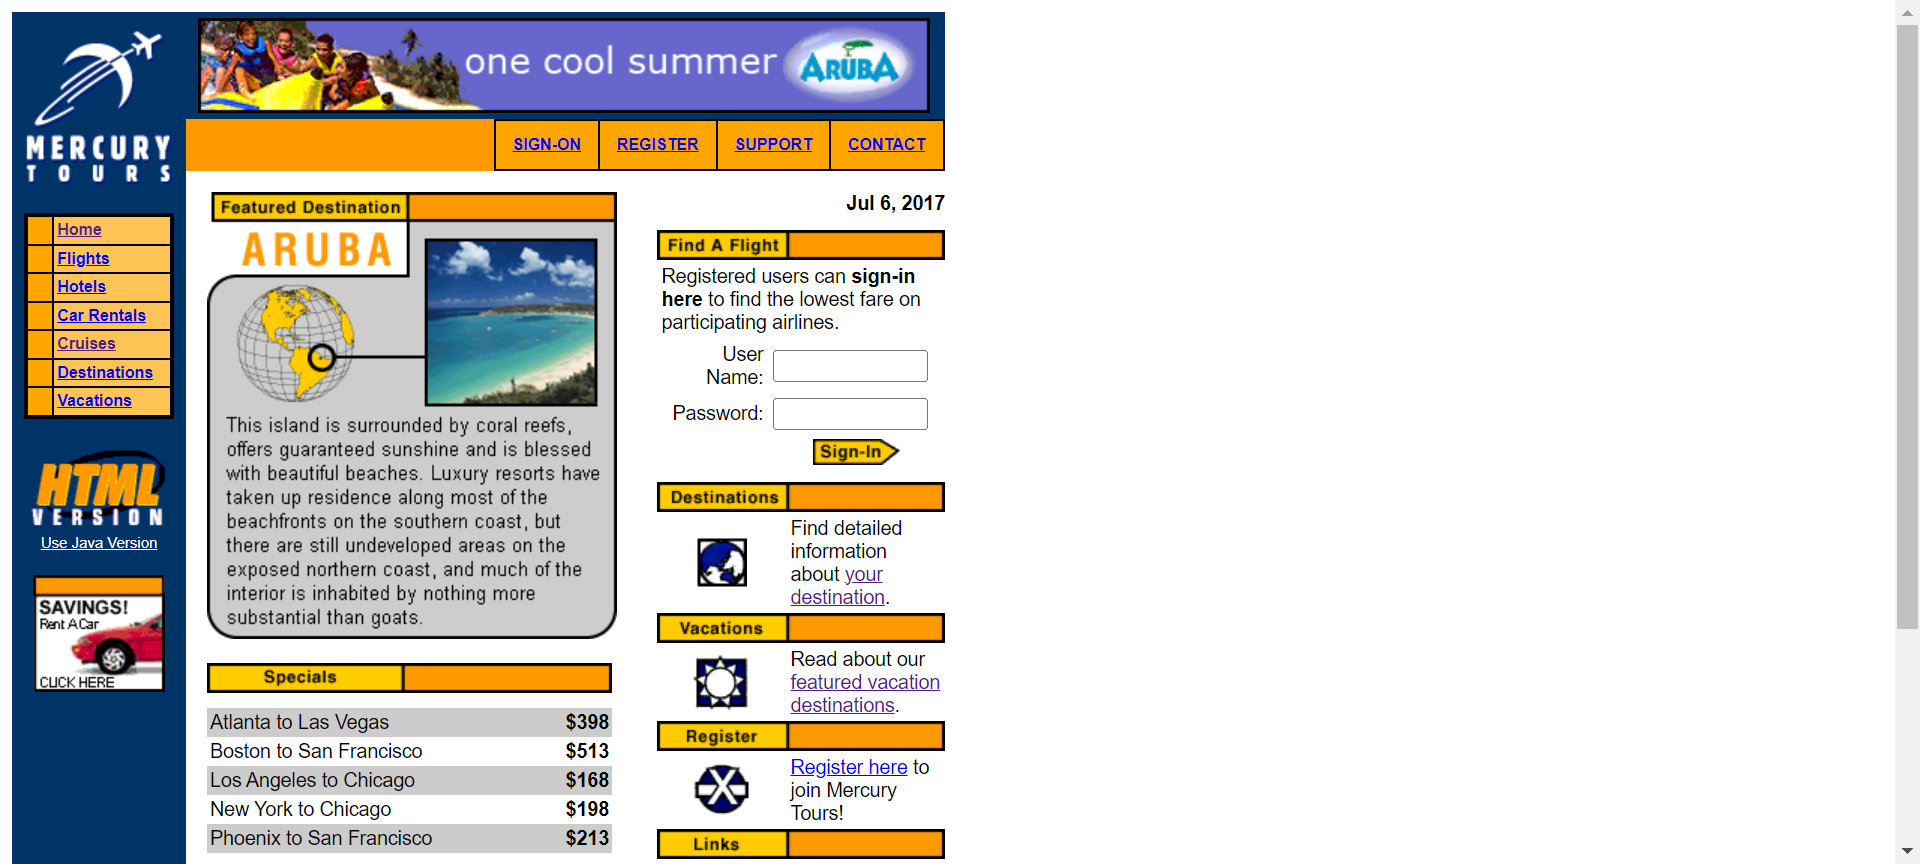 one cool summer ARUBA
MERCURY
TOURS
SIGN-ON REGISTER SUPPORT CONTACT
Home
Flights
Hotels
Car Rentals
Cruises
Destinations
Vacations
HTML
VERSION
Use Java Version
SAVINGS!
Rent A Car
CLICK HERE
Featured Destination
ARUBA
This island is surrounded by coral reefs,
offers guaranteed sunshine and is blessed
with beautiful beaches. Luxury resorts have
taken up residence along most of the
beachfronts on the southern coast, but
there are still undeveloped areas on the
exposed northern coast, and much of the
interior is inhabited by nothing more
substantial than goats.
Specials
Atlanta to Las Vegas $398
Boston to San Francisco $513
Los Angeles to Chicago $168
New York to Chicago $198
Phoenix to San Francisco $213
Jul 6, 2017
Find A Flight
Registered users can sign-in
here to find the lowest fare on
participating airlines.
User
Name:
Password:
Sign-In
Destinations
Find detailed
information
about your
destination.
Vacations
Read about our
featured vacation
destinations.
Register
Register here to
join Mercury
Tours!
Links